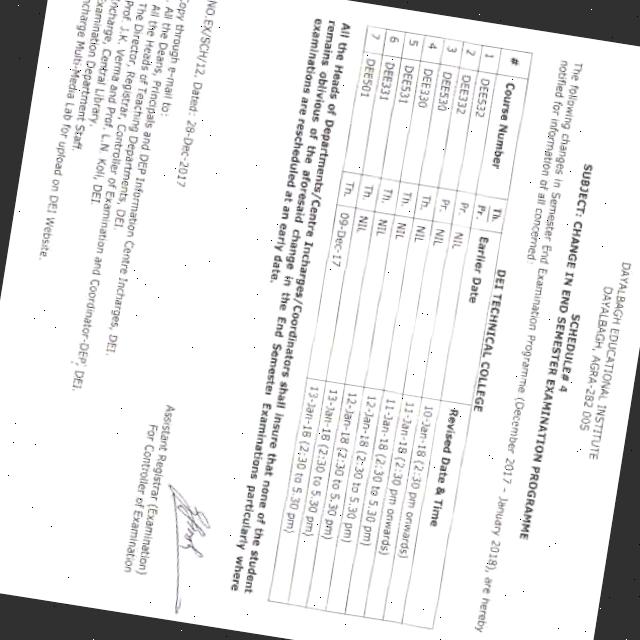 DAYALBAGH EDUCATIONAL INSTITUTE
DAYALBAGH, AGRA-282 005
SCHEDULE# 4
SUBJECT: CHANGE IN END SEMESTER EXAMINATION PROGRAMME
The following changes in Semester End Examination Programme (December 2017 - January 2018), are hereby
notified for information of all concerned:
DEI TECHNICAL COLLEGE
# Course Number Th. Pr. Earlier Date Revised Date & Time
1 DEE532 Pr. NIL 10-Jan-18 (2:30 pm onwards)
2 DEE332 Pr. NIL 11-Jan-18 (2:30 pm onwards)
3 DEE530 Th. NIL 11-Jan-18 (2:30 to 5.30 pm)
4 DEE330 Th. NIL 12-Jan-18 (2:30 to 5.30 pm)
5 DEE531 Th. NIL 12-Jan-18 (2:30 to 5.30 pm)
6 DEE331 Th. NIL 13-Jan-18 (2:30 to 5.30 pm)
7 DEE501 Th. 09-Dec-17 13-Jan-18 (2:30 to 5.30 pm)
All the Heads of Departments/Centre Incharges/Coordinators shall insure that none of the student
remains oblivious of the aforesaid change in the End Semester Examinations particularly where
examinations are rescheduled at an early date.
Assistant Registrar (Examination)
For Controller of Examination
NO.EX/SCH/12. Dated: 28-Dec-2017
opy through e-mail to :
All the Deans, Principals and DEP Information Centre Incharges, DEI.
All the Heads of Teaching Departments, DEI.
The Director, Registrar, Controller of Examination and Coordinator-DEP, DEI.
Prof. J.K. Verma and Prof. L.N. Koli, DEI.
ncharge, Central Library.
xamination Department Staff.
ncharge Multi-Media Lab for upload on DEI Website.